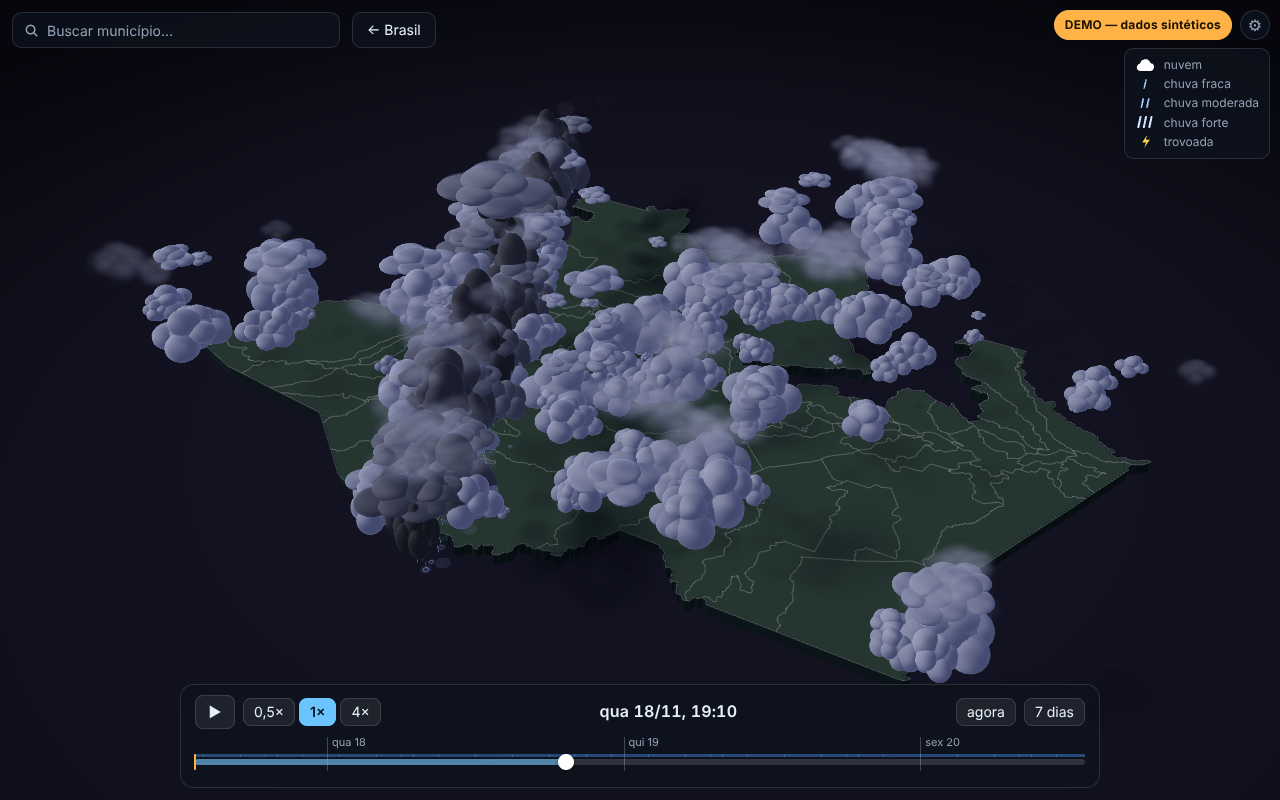 Buscar município...
← Brasil
DEMO — dados sintéticos
nuvem
chuva fraca
chuva moderada
chuva forte
trovoada
0,5×
1×
4×
qua 18/11, 19:10
agora
7 dias
qua 18
qui 19
sex 20